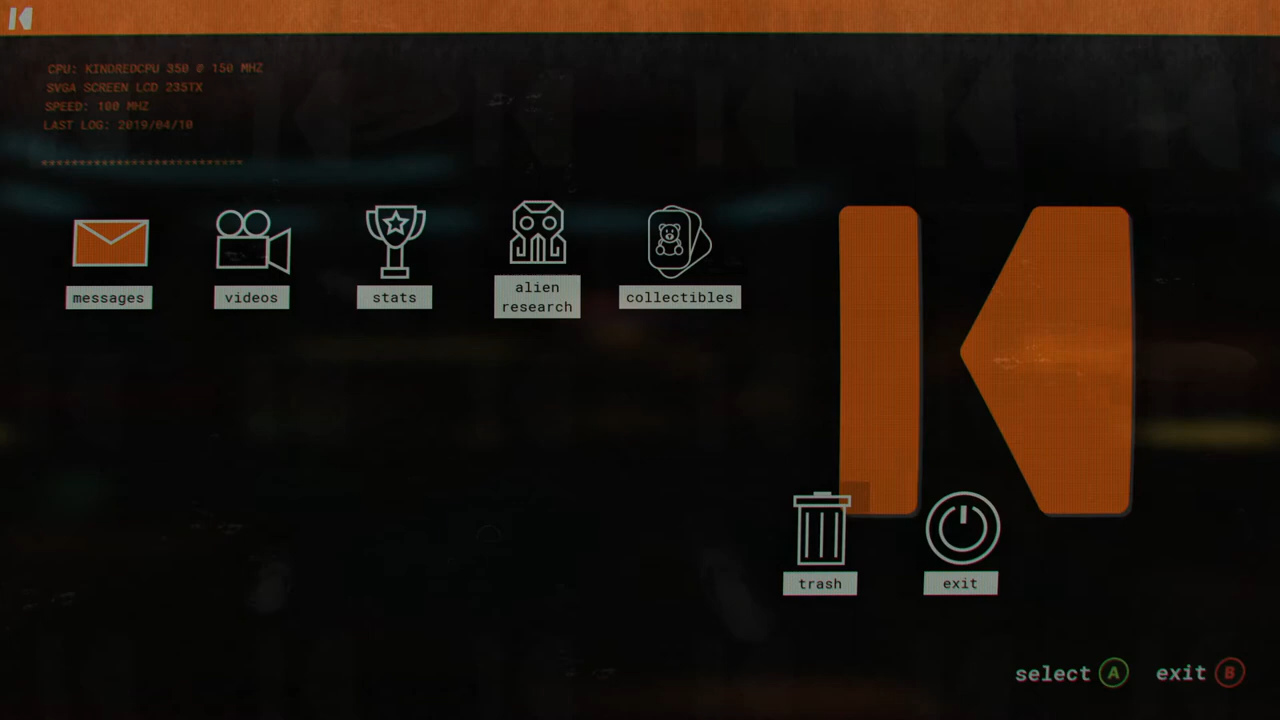 CPU: KINDREDCPU 350 @ 150 MHZ
SVGA SCREEN LCD 235TX
SPEED: 100 MHZ
LAST LOG: 2019/04/10
***************************
messages
videos
stats
alien
research
collectibles
trash
exit
select A exit B